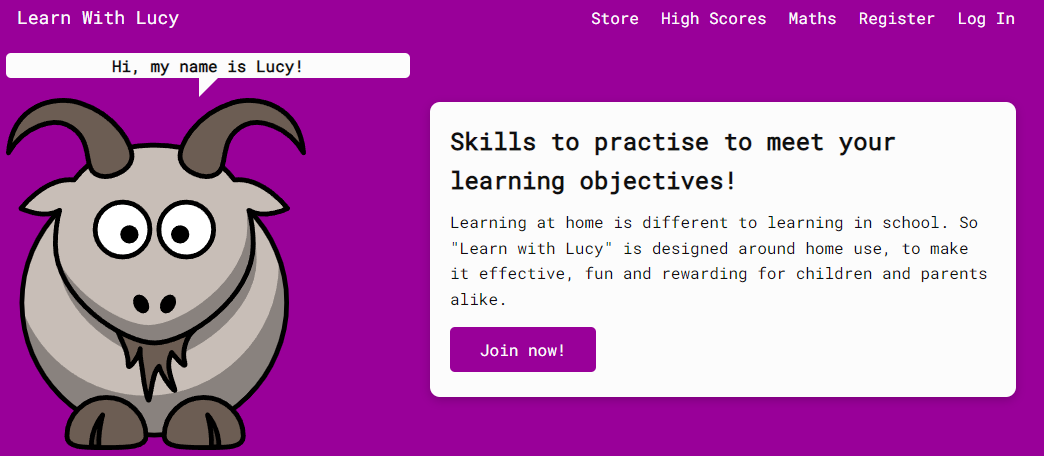 Learn With Lucy
Store High Scores Maths Register Log In
Hi, my name is Lucy!
Skills to practise to meet your
learning objectives!
Learning at home is different to learning in school. So
"Learn with Lucy" is designed around home use, to make
it effective, fun and rewarding for children and parents
alike.
Join now!